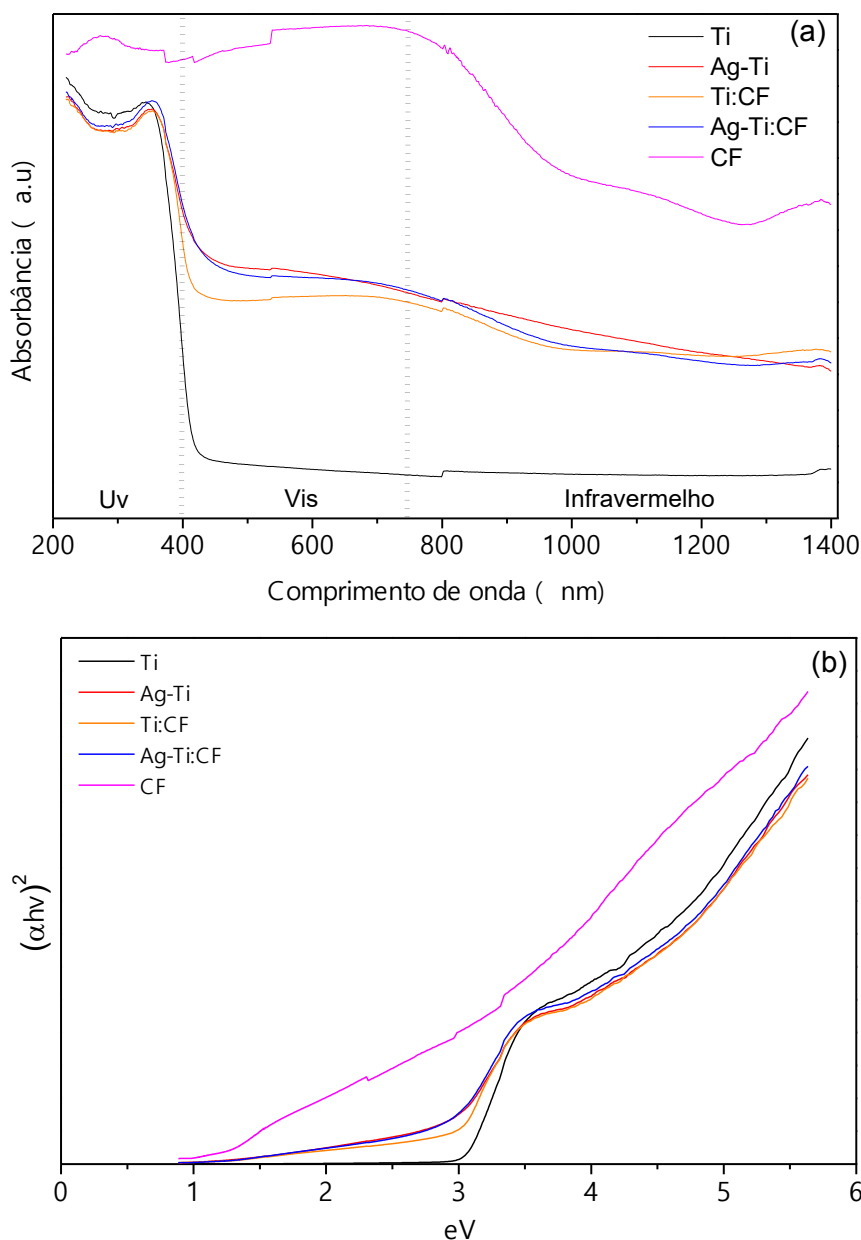 (a)
Ti
Ag-Ti
Ti:CF
Ag-Ti:CF
CF
Absorbância ( a.u)
Uv Vis Infravermelho
200 400 600 800 1000 1200 1400
Comprimento de onda ( nm)
(b)
Ti
Ag-Ti
Ti:CF
Ag-Ti:CF
CF
(αhv)²
0 1 2 3 4 5 6
eV